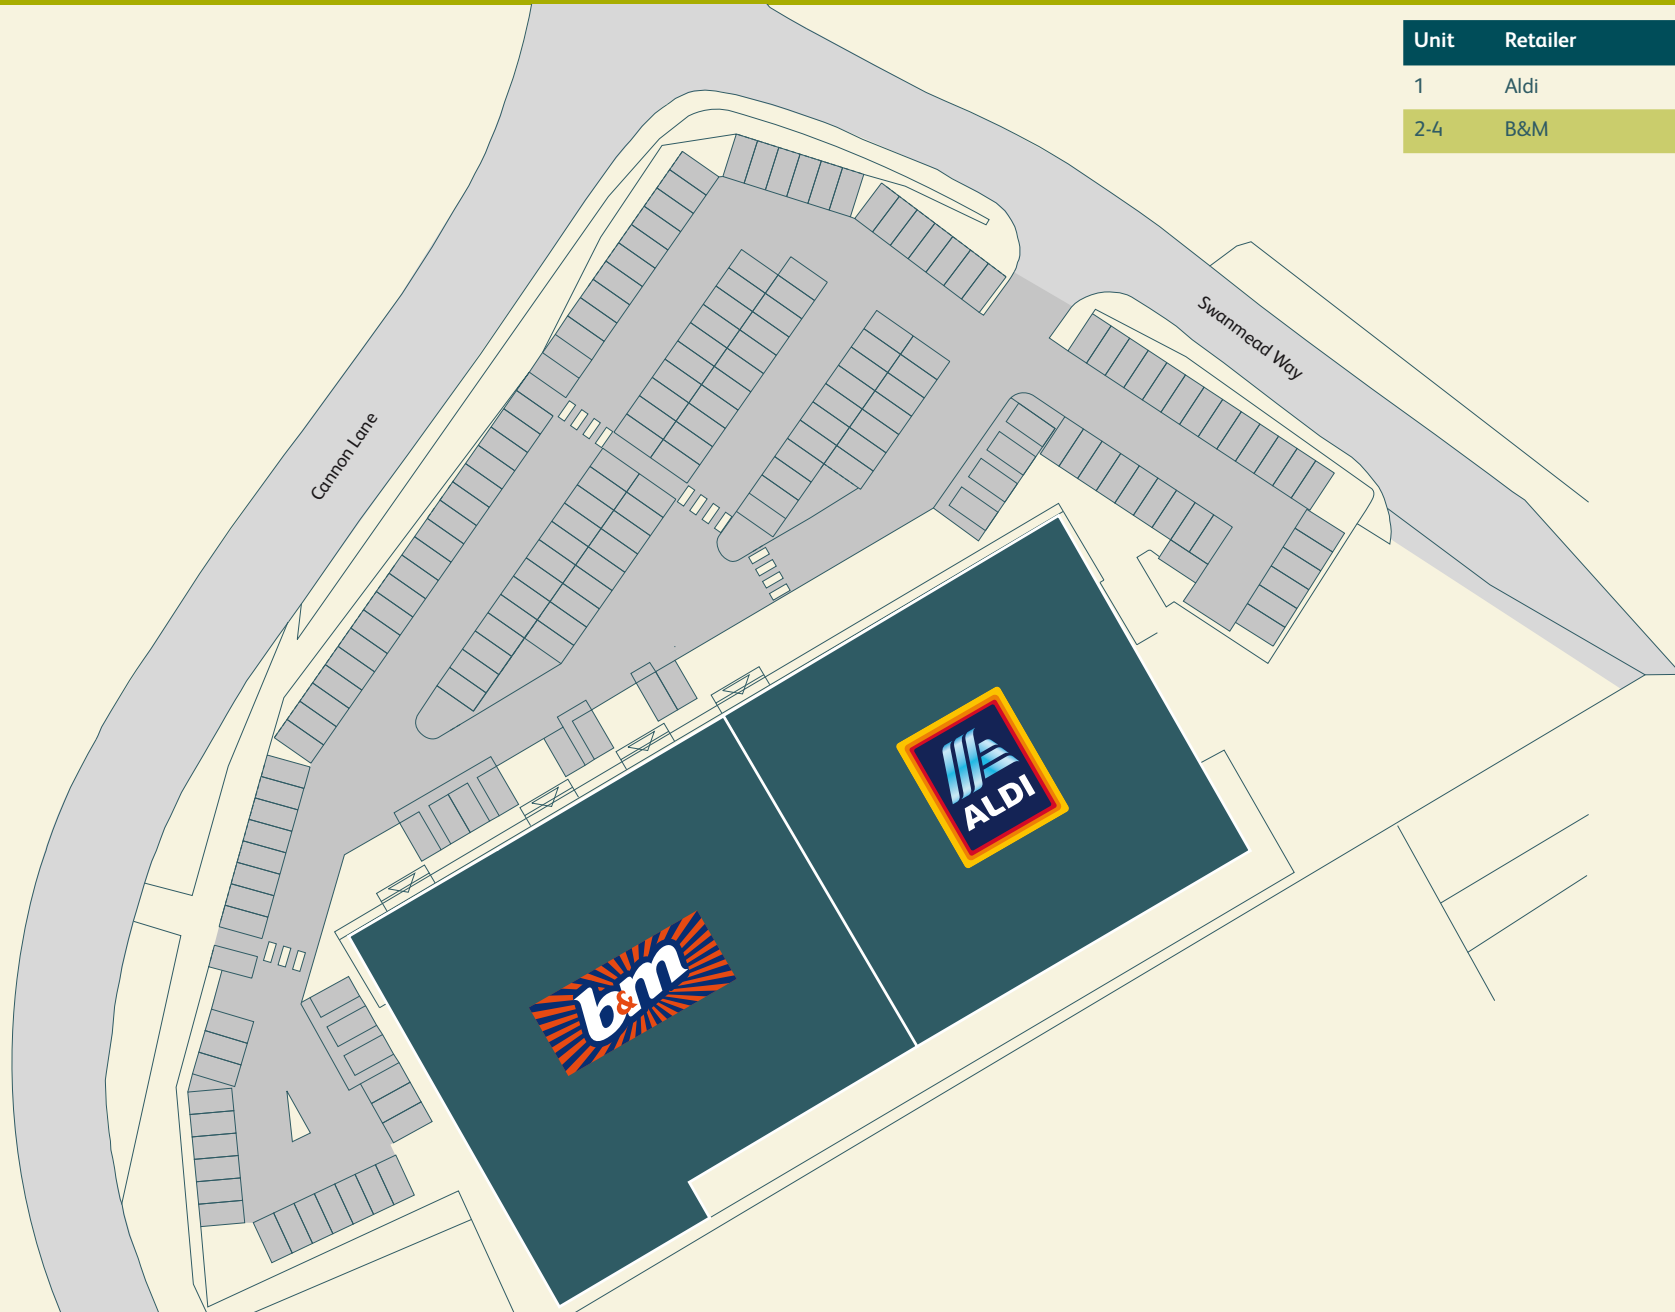 Unit Retailer
1 Aldi
2-4 B&M
Swanmead Way
Cannon Lane
ALDI
b&m